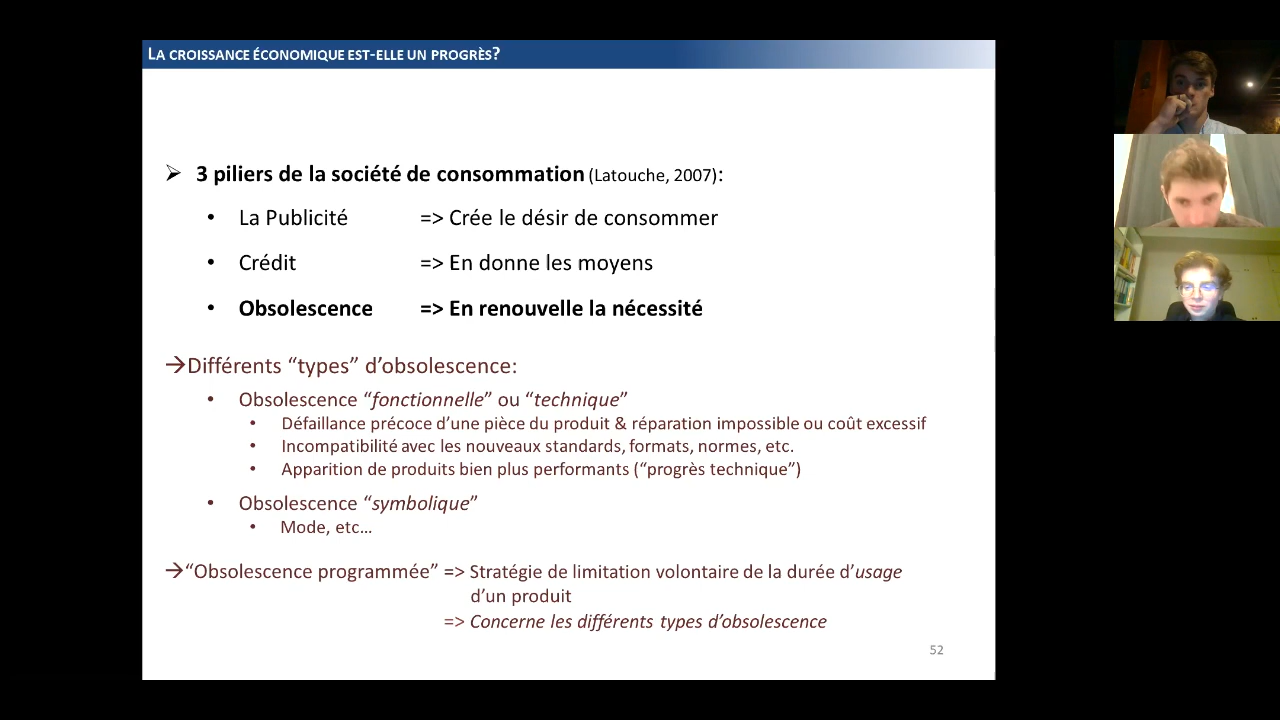 LA CROISSANCE ÉCONOMIQUE EST-ELLE UN PROGRÈS?
➢ 3 piliers de la société de consommation (Latouche, 2007):
• La Publicité => Crée le désir de consommer
• Crédit => En donne les moyens
• Obsolescence => En renouvelle la nécessité
→Différents “types” d’obsolescence:
• Obsolescence “fonctionnelle” ou “technique”
• Défaillance précoce d’une pièce du produit & réparation impossible ou coût excessif
• Incompatibilité avec les nouveaux standards, formats, normes, etc.
• Apparition de produits bien plus performants (“progrès technique”)
• Obsolescence “symbolique”
• Mode, etc…
→“Obsolescence programmée” => Stratégie de limitation volontaire de la durée d’usage
d’un produit
=> Concerne les différents types d’obsolescence
52